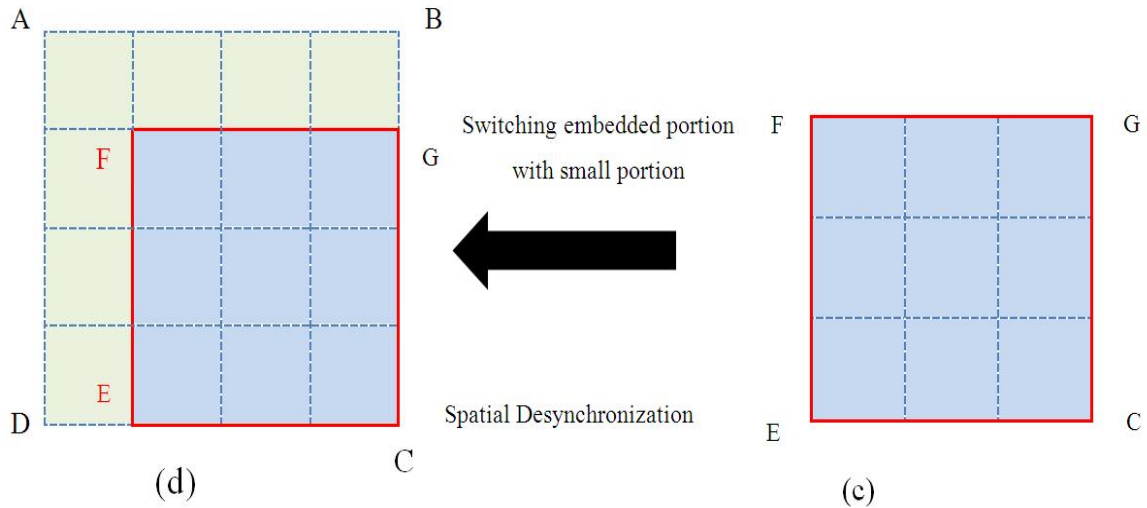 A
B
Switching embedded portion
with small portion
F
G
F
G
E
Spatial Desynchronization
D
C
E
C
(d)
(c)